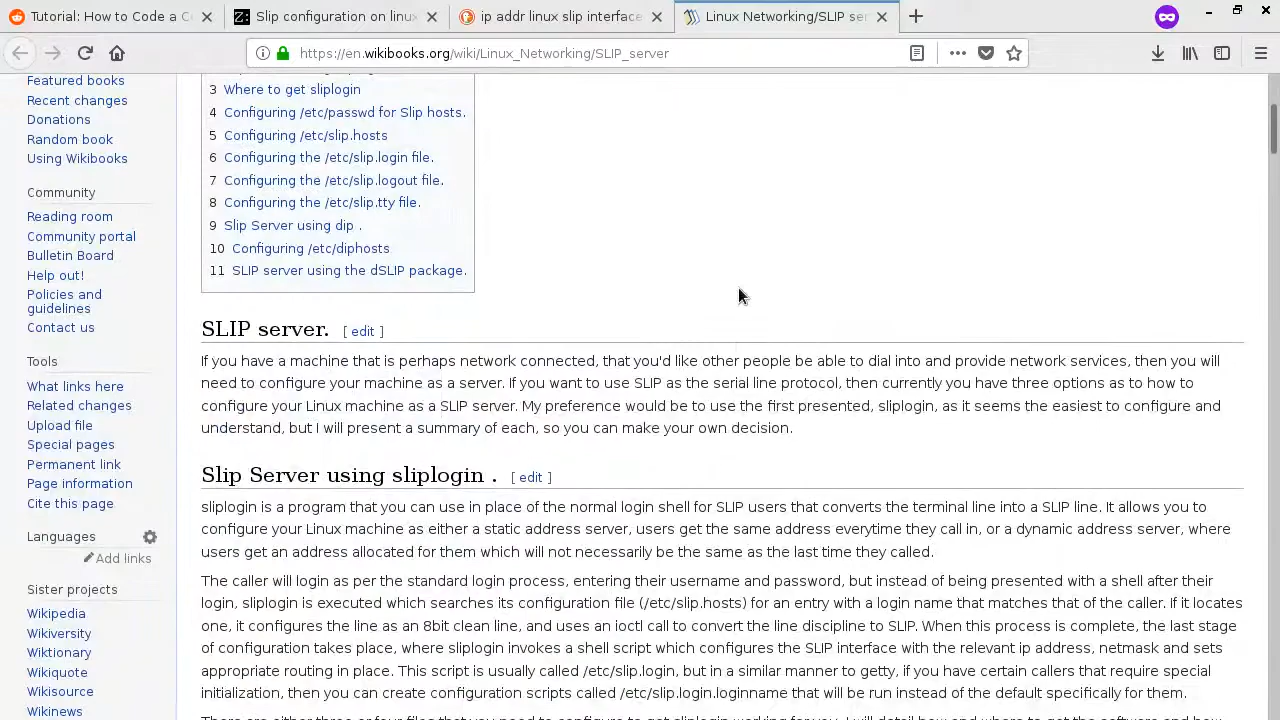 Tutorial: How to Code a C
Slip configuration on linux
ip addr linux slip interface
Linux Networking/SLIP ser
https://en.wikibooks.org/wiki/Linux_Networking/SLIP_server
Featured books
Recent changes
Donations
Random book
Using Wikibooks
Community
Reading room
Community portal
Bulletin Board
Help out!
Policies and
guidelines
Contact us
Tools
What links here
Related changes
Upload file
Special pages
Permanent link
Page information
Cite this page
Languages
Add links
Sister projects
Wikipedia
Wikiversity
Wiktionary
Wikiquote
Wikisource
Wikinews
3 Where to get sliplogin
4 Configuring /etc/passwd for Slip hosts.
5 Configuring /etc/slip.hosts
6 Configuring the /etc/slip.login file.
7 Configuring the /etc/slip.logout file.
8 Configuring the /etc/slip.tty file.
9 Slip Server using dip .
10 Configuring /etc/diphosts
11 SLIP server using the dSLIP package.
SLIP server. [ edit ]
If you have a machine that is perhaps network connected, that you'd like other people be able to dial into and provide network services, then you will
need to configure your machine as a server. If you want to use SLIP as the serial line protocol, then currently you have three options as to how to
configure your Linux machine as a SLIP server. My preference would be to use the first presented, sliplogin, as it seems the easiest to configure and
understand, but I will present a summary of each, so you can make your own decision.
Slip Server using sliplogin . [ edit ]
sliplogin is a program that you can use in place of the normal login shell for SLIP users that converts the terminal line into a SLIP line. It allows you to
configure your Linux machine as either a static address server, users get the same address everytime they call in, or a dynamic address server, where
users get an address allocated for them which will not necessarily be the same as the last time they called.
The caller will login as per the standard login process, entering their username and password, but instead of being presented with a shell after their
login, sliplogin is executed which searches its configuration file (/etc/slip.hosts) for an entry with a login name that matches that of the caller. If it locates
one, it configures the line as an 8bit clean line, and uses an ioctl call to convert the line discipline to SLIP. When this process is complete, the last stage
of configuration takes place, where sliplogin invokes a shell script which configures the SLIP interface with the relevant ip address, netmask and sets
appropriate routing in place. This script is usually called /etc/slip.login, but in a similar manner to getty, if you have certain callers that require special
initialization, then you can create configuration scripts called /etc/slip.login.loginname that will be run instead of the default specifically for them.